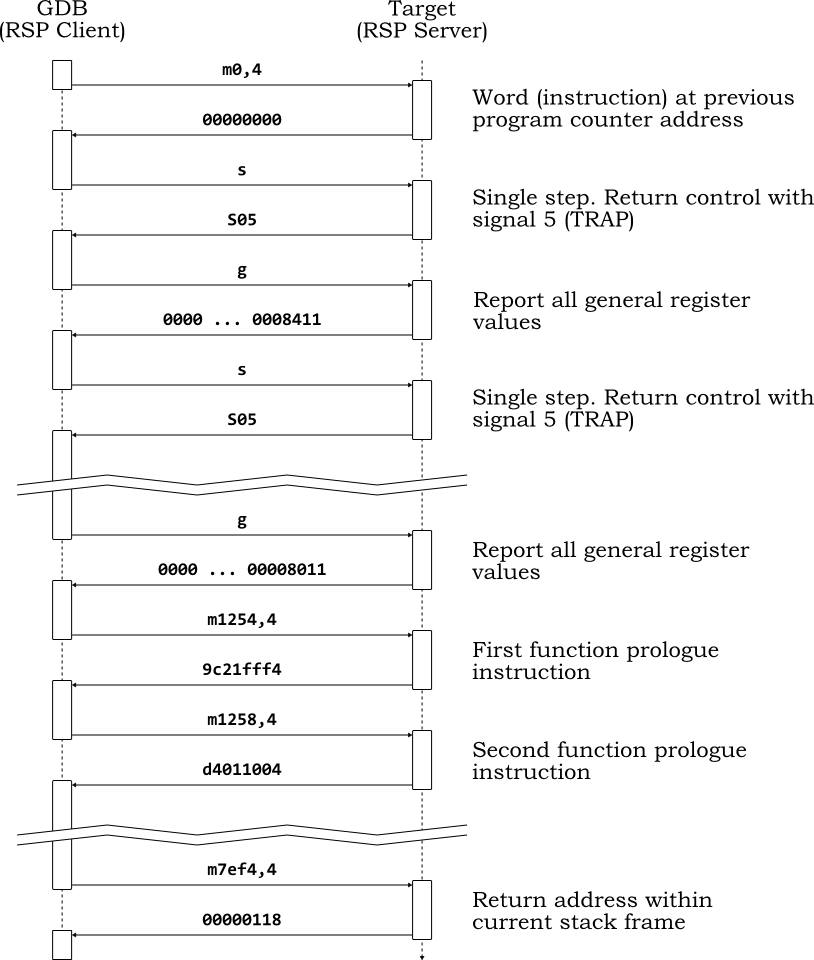 GDB
(RSP Client)
Target
(RSP Server)
m0,4
Word (instruction) at previous
program counter address
00000000
s
Single step. Return control with
signal 5 (TRAP)
S05
g
Report all general register
values
0000 ... 0008411
s
Single step. Return control with
signal 5 (TRAP)
S05
g
Report all general register
values
0000 ... 00008011
m1254,4
First function prologue
instruction
9c21fff4
m1258,4
Second function prologue
instruction
d4011004
m7ef4,4
Return address within
current stack frame
00000118